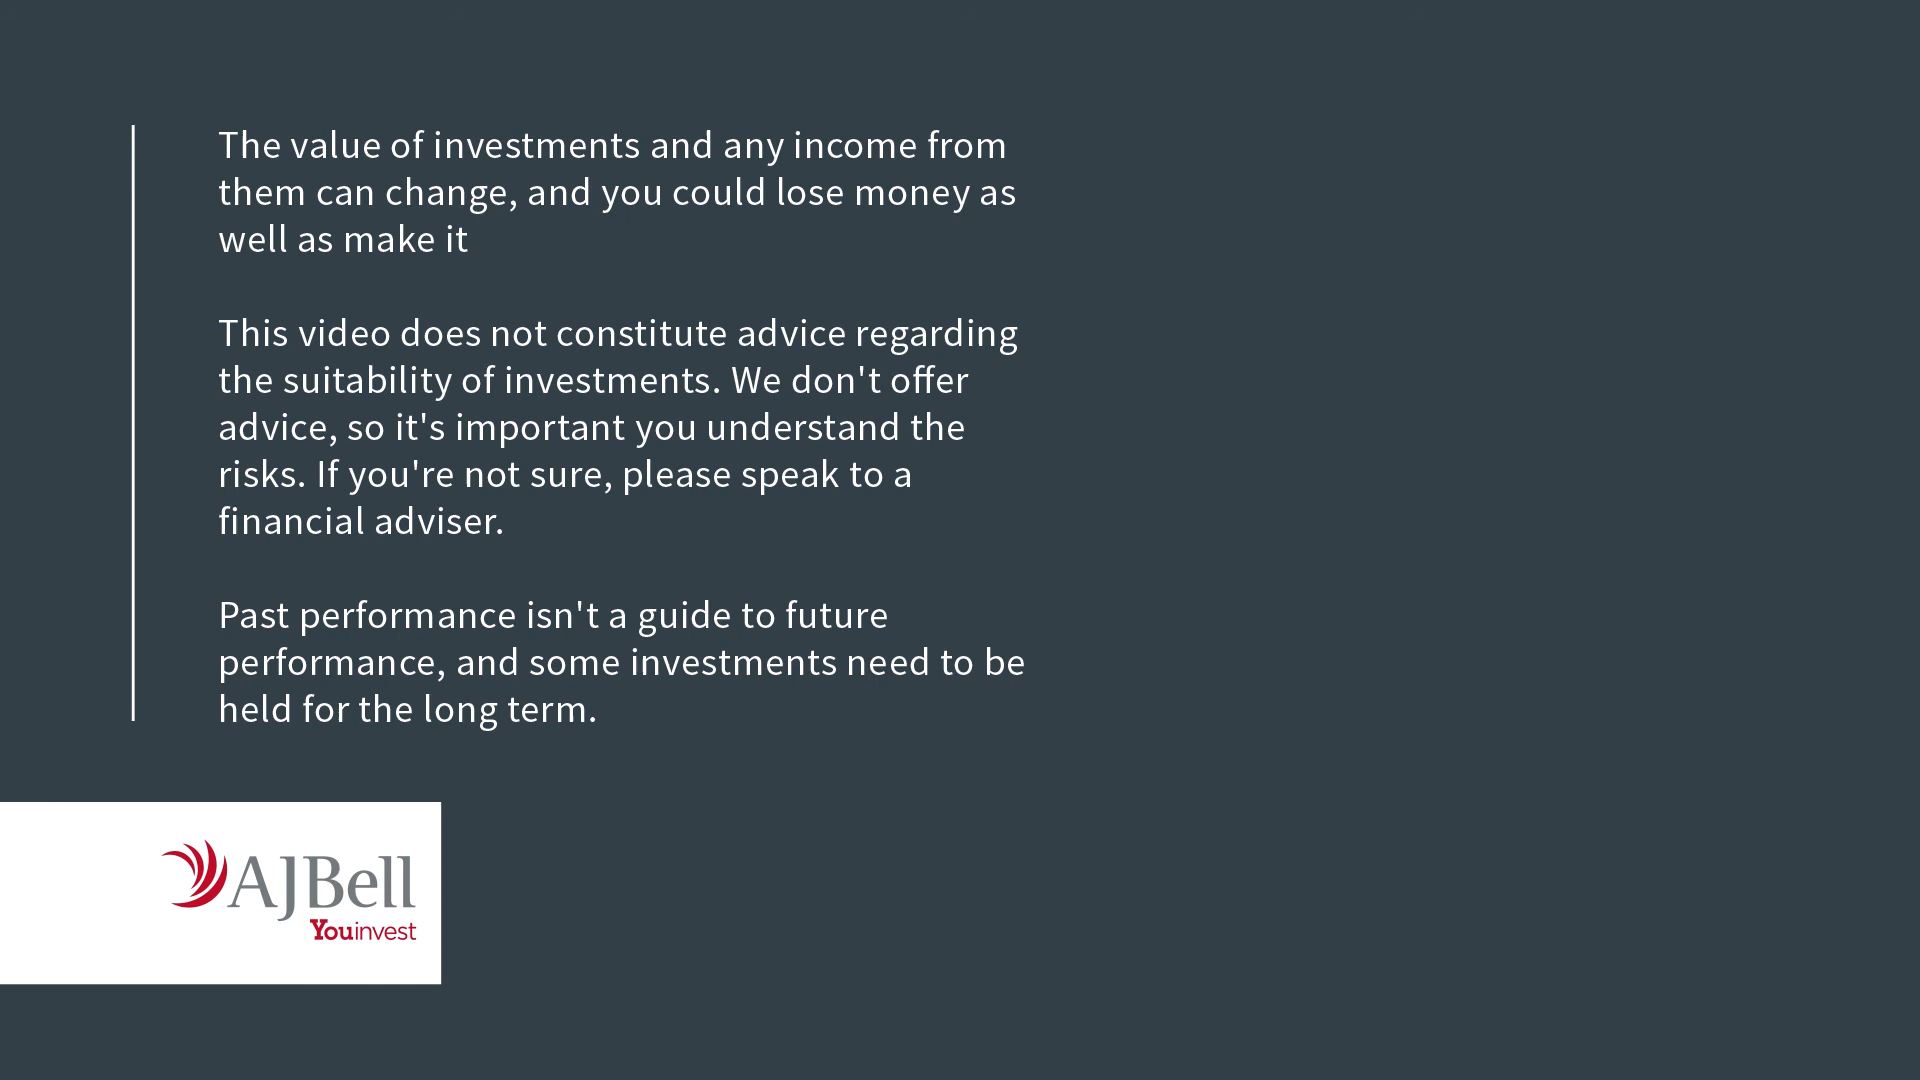 The value of investments and any income from
them can change, and you could lose money as
well as make it
This video does not constitute advice regarding
the suitability of investments. We don't offer
advice, so it's important you understand the
risks. If you're not sure, please speak to a
financial adviser.
Past performance isn't a guide to future
performance, and some investments need to be
held for the long term.
AJBell
Youinvest